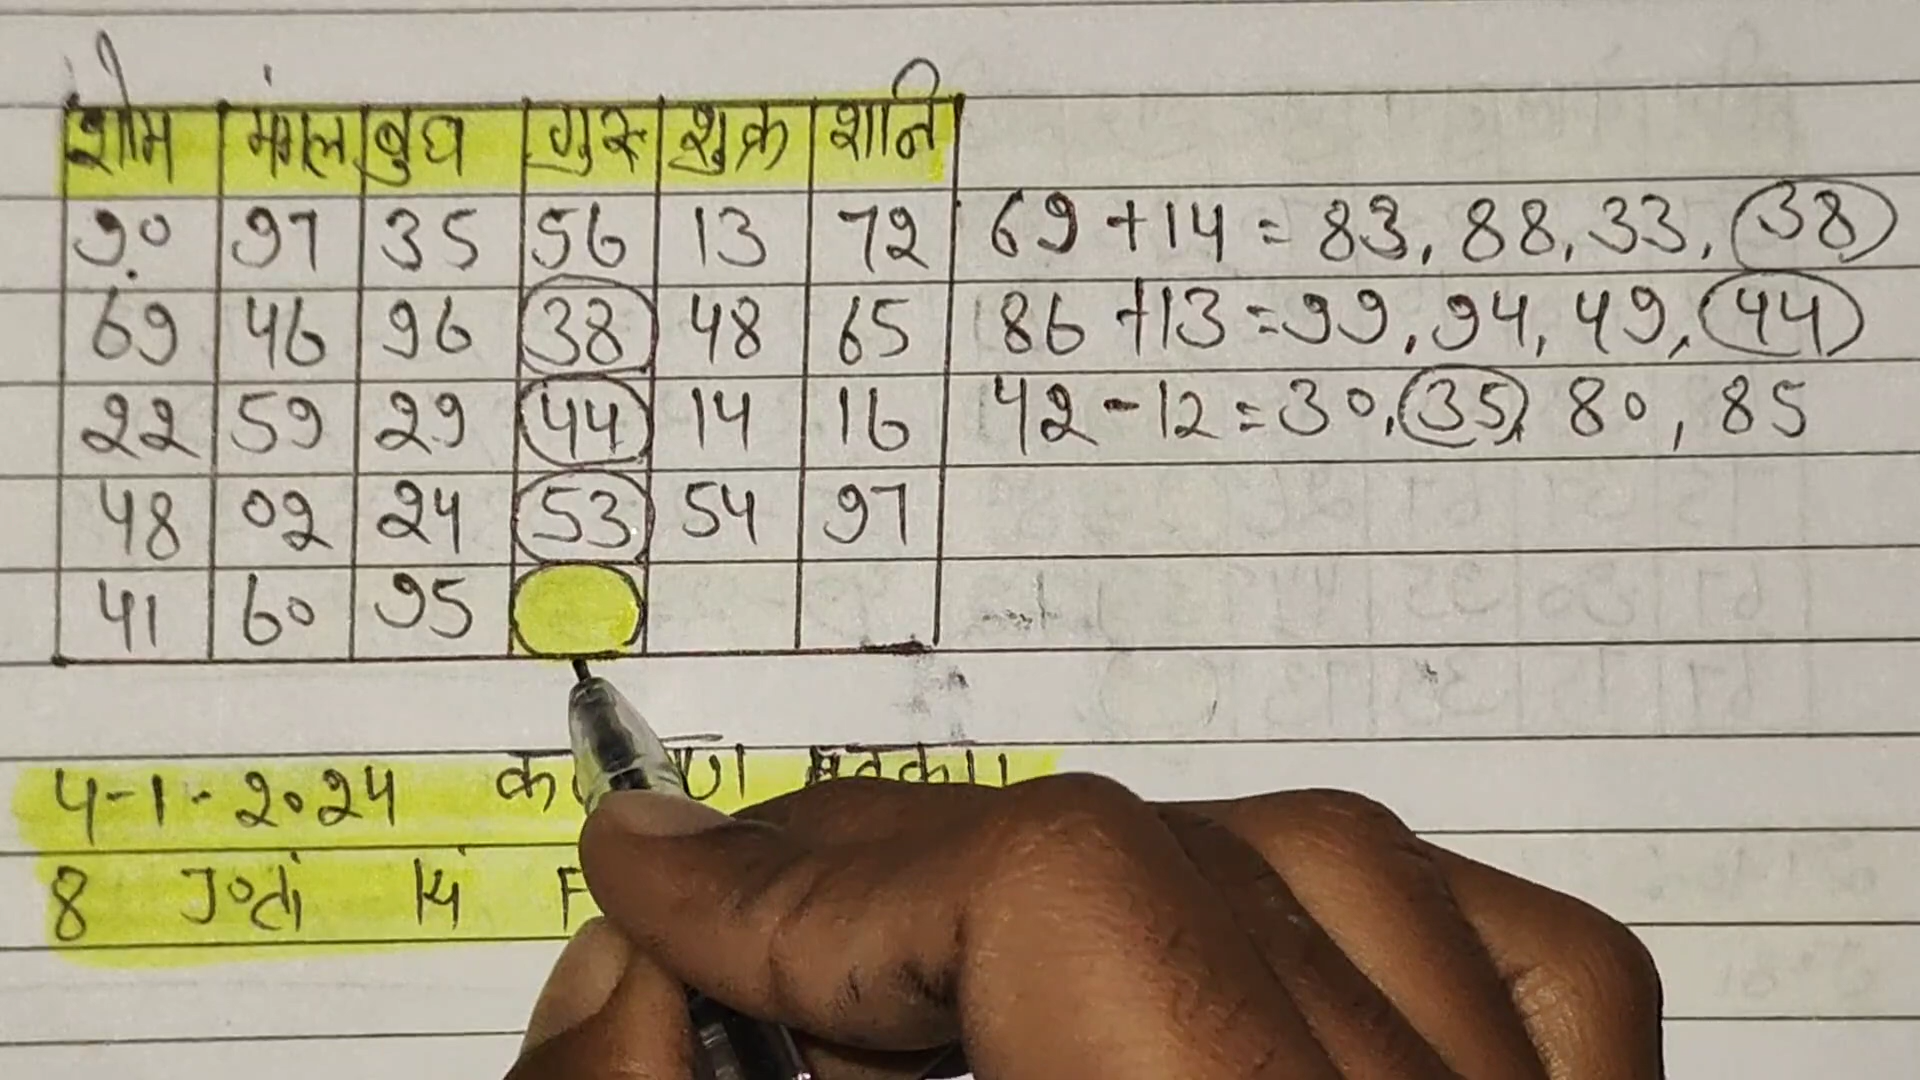 शोम मंगल बुध गुरू शुक्र शनि
90 97 35 56 13 72 69+14=83,88,33,38
69 46 96 38 48 65 86+13=99,94,49,44
22 59 29 44 14 16 42-12=30,35,80,85
48 02 24 53 54 97
41 60 95
4-1-2024
8